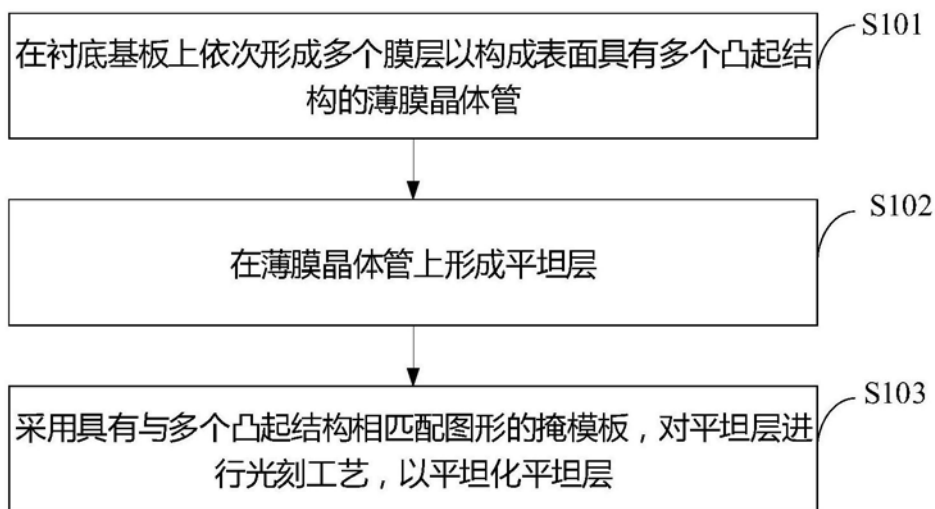 S101
在衬底基板上依次形成多个膜层以构成表面具有多个凸起结
构的薄膜晶体管
S102
在薄膜晶体管上形成平坦层
S103
采用具有与多个凸起结构相匹配图形的掩模板，对平坦层进
行光刻工艺，以平坦化平坦层